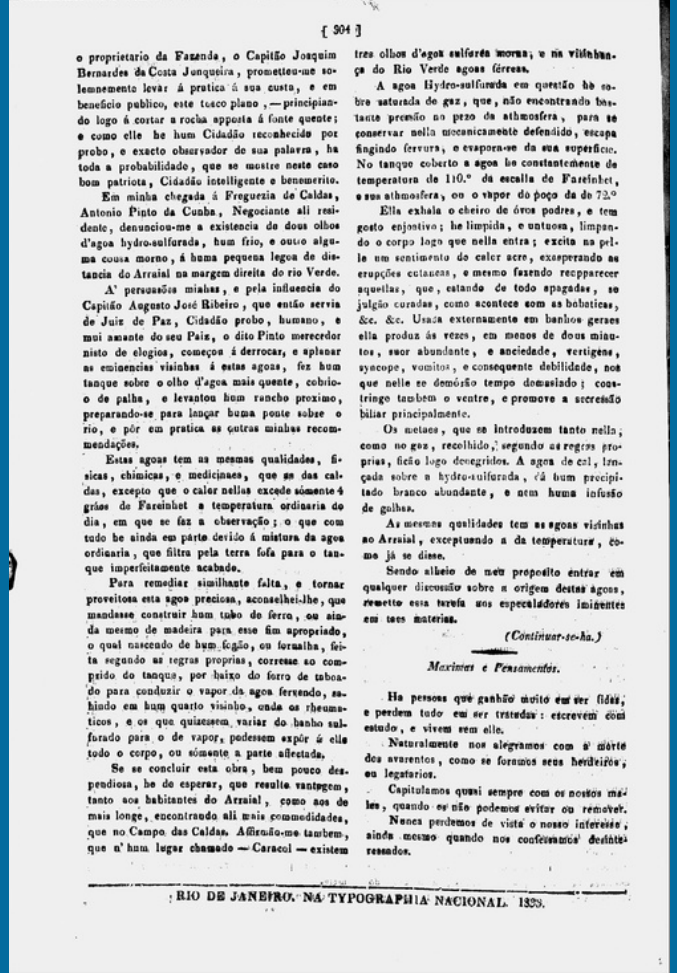 [ 304 ]
o proprietario da Fazenda, o Capitão Joaquim
Bernardes da Costa Junqueira, prometteu-me so-
lemnemente levar á pratica á sua custa, e em
beneficio publico, este tosco plano, — principian-
do logo á cortar a rocha apposta á fonte quente;
e como elle he hum Cidadão reconhecido por
probo, e exacto observador de sua palavra, ha
toda a probabilidade, que se mostre neste caso
bom patriota, Cidadão intelligente e benemerito.
Em minha chegada á Freguezia de Caldas,
Antonio Pinto da Cunha, Negociante ali resi-
dente, denunciou-me a existencia de dous olhos
d'agoa hydro-sulfurada, hum frio, e outro algu-
ma cousa morno, á huma pequena legoa de dis-
tancia do Arraial na margem direita do rio Verde.
A' persuasões minhas, e pela influencia do
Capitão Augusto José Ribeiro, que então servia
de Juiz de Paz, Cidadão probo, humano, e
mui amante do seu Paiz, o dito Pinto merecedor
nisto de elogios, começou á derrocar, e aplanar
as eminencias visinhas á estas agoas, fez hum
tanque sobre o olho d'agoa mais quente, cobrio-
o de palha, e levantou hum rancho proximo,
preparando-se para lançar huma ponte sobre o
rio, e pôr em pratica as outras minhas recom-
mendações.
Estas agoas tem as mesmas qualidades, fi-
sicas, chimicas, e medicinaes, que as das cal-
das, excepto que o calor nellas excede sómente 4
gráos de Fareinhet a temperatura ordinaria do
dia, em que se faz a observação; o que com
tudo he ainda em parte devido á mistura da agoa
ordinaria, que filtra pela terra fofa para o tan-
que imperfeitamente acabado.
Para remediar similhante falta, e tornar
proveitosa esta agoa preciosa, aconselhei-lhe, que
mandasse construir hum tubo de ferro, ou ain-
da mesmo de madeira para esse fim apropriado,
o qual nascendo de hum fogão, ou fornalha, fei-
ta segundo as regras proprias, corresse ao com-
prido do tanque, por baixo do forro de taboa-
do para conduzir o vapor da agoa fervendo, sa-
hindo em hum quarto visinho, onde os rheuma-
ticos, e os que quizessem variar do banho sul-
furado para o de vapor, podessem expôr á elle
todo o corpo, ou sómente a parte affectada.
Se se concluir esta obra, bem pouco des-
pendiosa, he de esperar, que resulte vantagem,
tanto aos habitantes do Arraial, como aos de
mais longe, encontrando ali mais commodidades,
que no Campo das Caldas. Affirmão-me tambem,
que n'hum lugar chamado — Caracol — existem
tres olhos d'agoa sulfurea morna; e na visinhan-
ça do Rio Verde agoas férreas.
A agoa Hydro-sulfurada em questão he so-
bre saturada de gaz, que, não encontrando bas-
tante pressão no pezo da athmosfera, para se
conservar nella mecanicamente defendido, escapa
fingindo fervura, e evapora-se da sua superficie.
No tanque coberto a agoa he constantemente de
temperatura de 110.º da escalla de Fareinhet,
e sua athmosfera, ou o vapor do poço da de 72.º
Ella exhala o cheiro de óvos podres, e tem
gosto enjoativo; he limpida, e untuosa, limpan-
do o corpo logo que nella entra; excita na pel-
le um sentimento de calor acre, exasperando as
erupções cutaneas, e mesmo fazendo reapparecer
aquellas, que, estando de todo apagadas, se
julgão curadas, como acontece com as bobaticas,
&c. &c. Usada externamente em banhos geraes
ella produz ás vezes, em menos de dous minu-
tos, suor abundante, e anciedade, vertigens,
syncope, vomitos, e consequente debilidade, nos
que nelle se demórão tempo demasiado; cons-
tringe tambem o ventre, e promove a secressão
biliar principalmente.
Os metaes, que se introduzem tanto nella,
como no gaz, recolhido, segundo as regras pro-
prias, ficão logo denegridos. A agoa de cal, lan-
çada sobre a hydro-sulfurada, dá hum precipi-
tado branco abundante, e nem huma infusão
de galhas.
As mesmas qualidades tem as agoas visinhas
ao Arraial, exceptuando a da temperatura, co-
mo já se disse.
Sendo alheio de meu proposito entrar em
qualquer discussão sobre a origem destas agoas,
remetto essa tarefa aos especuladores iminentes
em taes materias.
(Continuar-se-ha.)
Maximas e Pensamentos.
Ha pessoas que ganhão muito em ser lidas,
e perdem tudo em ser tratadas: escrevem com
estudo, e vivem sem elle.
Naturalmente nos alegramos com a morte
dos avarentos, como se foramos seus herdeiros,
ou legatarios.
Capitulamos quasi sempre com os nossos ma-
les, quando os não podemos evitar ou remover.
Nunca perdemos de vista o nosso interesse,
ainda mesmo quando nos confessamos desinte-
ressados.
RIO DE JANEIRO. NA TYPOGRAPHIA NACIONAL.